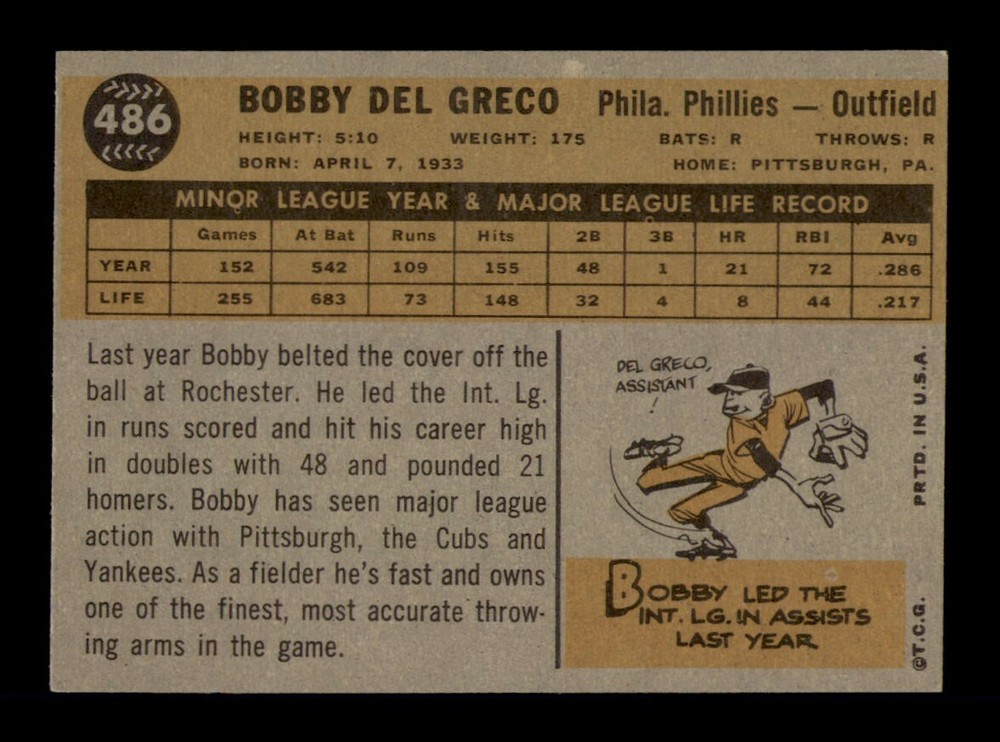 486
BOBBY DEL GRECO Phila. Phillies — Outfield
HEIGHT: 5:10 WEIGHT: 175 BATS: R THROWS: R
BORN: APRIL 7, 1933 HOME: PITTSBURGH, PA.
MINOR LEAGUE YEAR & MAJOR LEAGUE LIFE RECORD
Games At Bat Runs Hits 2B 3B HR RBI Avg
YEAR 152 542 109 155 48 1 21 72 .286
LIFE 255 683 73 148 32 4 8 44 .217
Last year Bobby belted the cover off the
ball at Rochester. He led the Int. Lg.
in runs scored and hit his career high
in doubles with 48 and pounded 21
homers. Bobby has seen major league
action with Pittsburgh, the Cubs and
Yankees. As a fielder he's fast and owns
one of the finest, most accurate throw-
ing arms in the game.
DEL GRECO,
ASSISTANT
!
BOBBY LED THE
INT. LG. IN ASSISTS
LAST YEAR
PRTD. IN U.S.A.
©T.C.G.